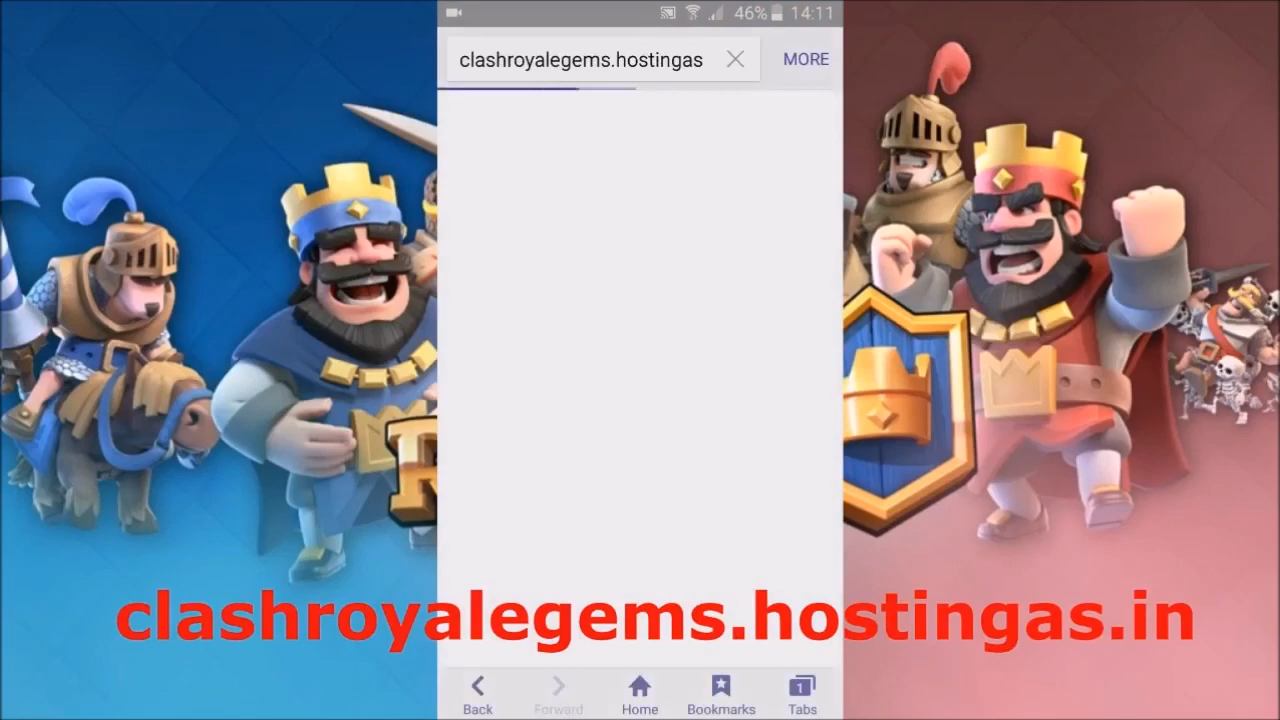 46% 14:11
clashroyalegems.hostingas
MORE
R
clashroyalegems.hostingas.in
Back
Forward
Home
Bookmarks
1
Tabs